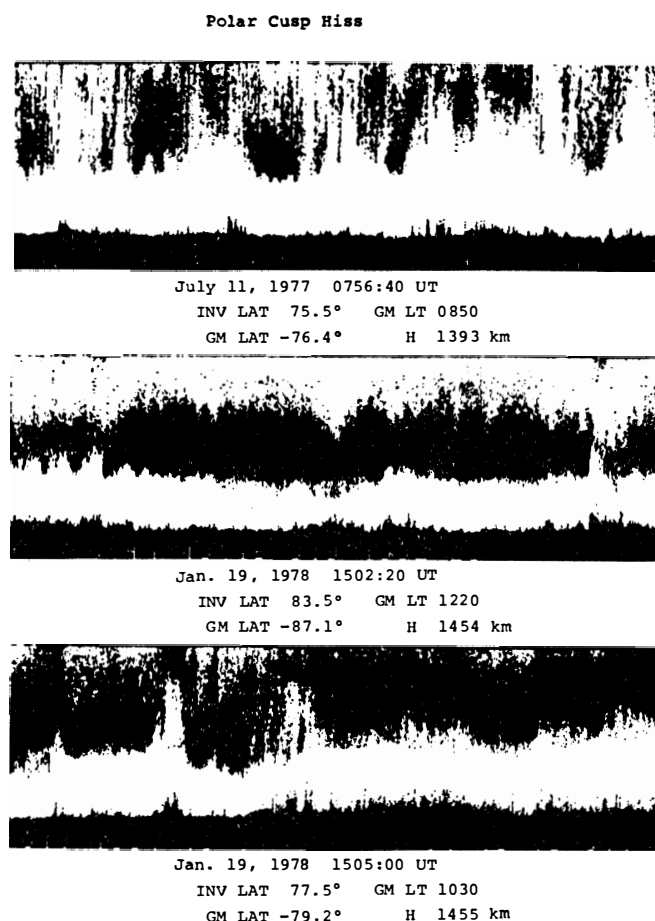 Polar Cusp Hiss
July 11, 1977 0756:40 UT
INV LAT 75.5° GM LT 0850
GM LAT -76.4° H 1393 km
Jan. 19, 1978 1502:20 UT
INV LAT 83.5° GM LT 1220
GM LAT -87.1° H 1454 km
Jan. 19, 1978 1505:00 UT
INV LAT 77.5° GM LT 1030
GM LAT -79.2° H 1455 km